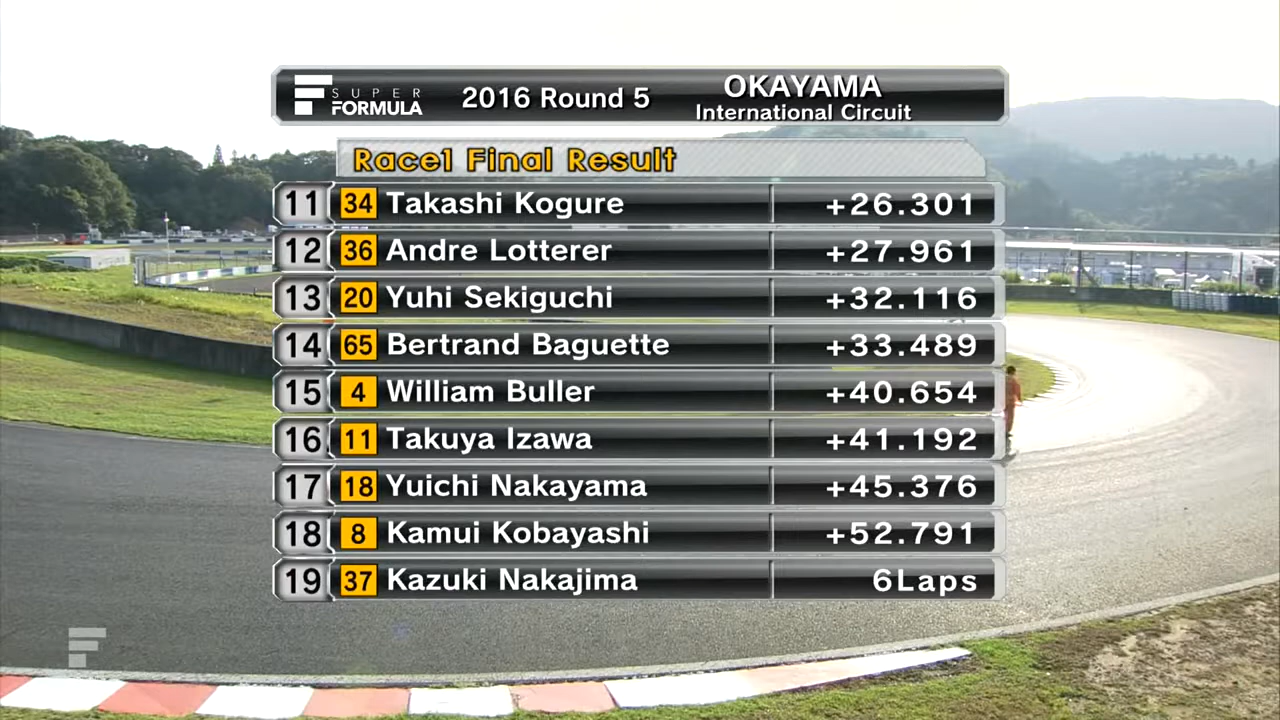 SUPER FORMULA 2016 Round 5 OKAYAMA International Circuit
Race1 Final Result
11 34 Takashi Kogure +26.301
12 36 Andre Lotterer +27.961
13 20 Yuhi Sekiguchi +32.116
14 65 Bertrand Baguette +33.489
15 4 William Buller +40.654
16 11 Takuya Izawa +41.192
17 18 Yuichi Nakayama +45.376
18 8 Kamui Kobayashi +52.791
19 37 Kazuki Nakajima 6Laps